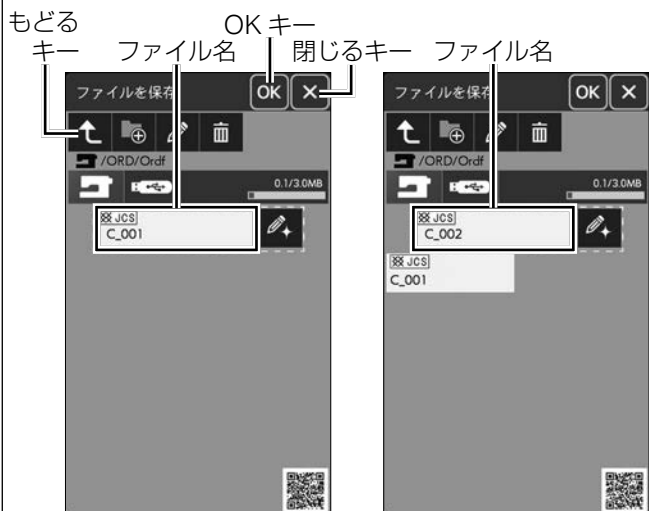 もどる
キー
ファイル名
OK キー
閉じるキー
ファイル名
ファイルを保存
OK
/ORD/Ordf
0.1/3.0MB
JCS
C_001
ファイルを保存
OK
/ORD/Ordf
0.1/3.0MB
JCS
C_002
JCS
C_001